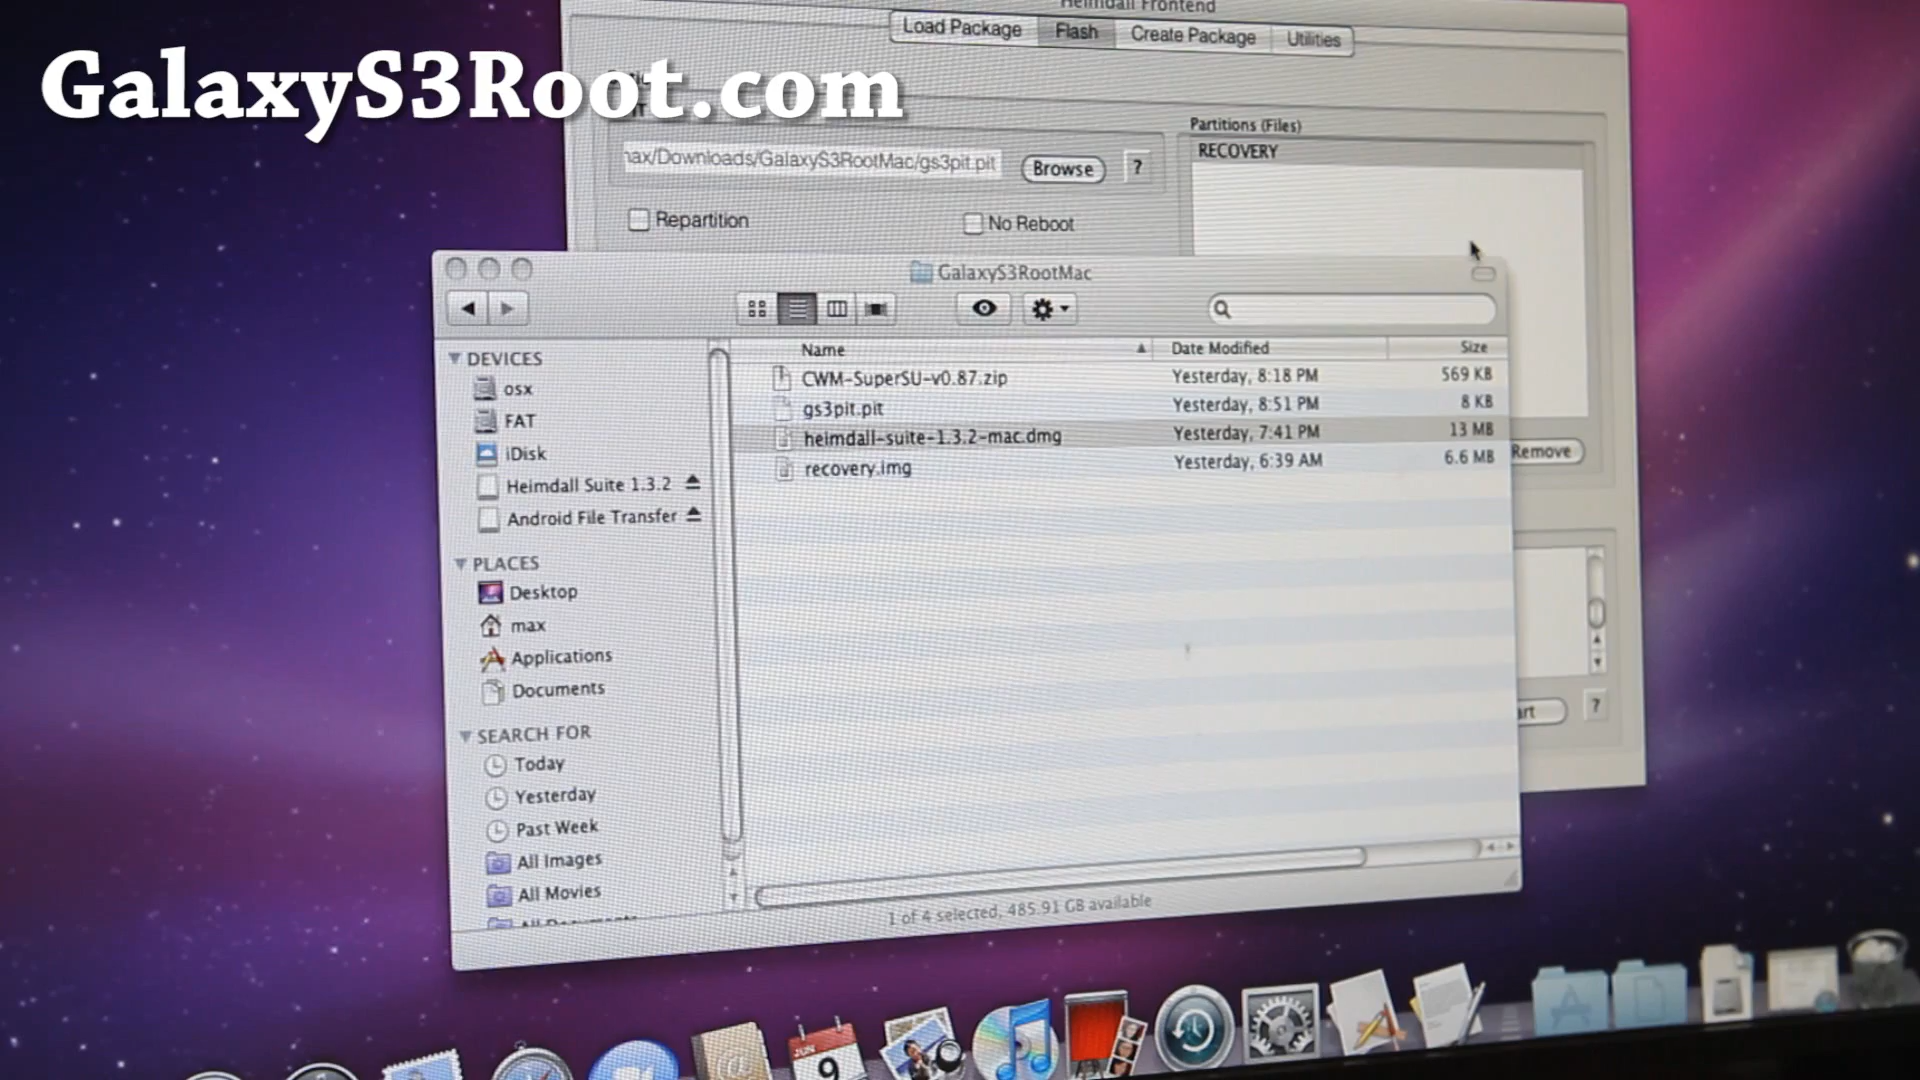 Heimdall Frontend
Load Package Flash Create Package Utilities
GalaxyS3Root.com
Partitions (Files)
max/Downloads/GalaxyS3RootMac/gs3pit.pit Browse ? RECOVERY
Repartition No Reboot
GalaxyS3RootMac
Name Date Modified Size
CWM-SuperSU-v0.87.zip Yesterday, 8:18 PM 569 KB
gs3pit.pit Yesterday, 8:51 PM 8 KB
heimdall-suite-1.3.2-mac.dmg Yesterday, 7:41 PM 13 MB
recovery.img Yesterday, 6:39 AM 6.6 MB
Remove
DEVICES
osx
FAT
iDisk
Heimdall Suite 1.3.2
Android File Transfer
PLACES
Desktop
max
Applications
Documents
SEARCH FOR
Today
Yesterday
Past Week
All Images
All Movies
art ?
1 of 4 selected, 485.91 GB available
JUN
9